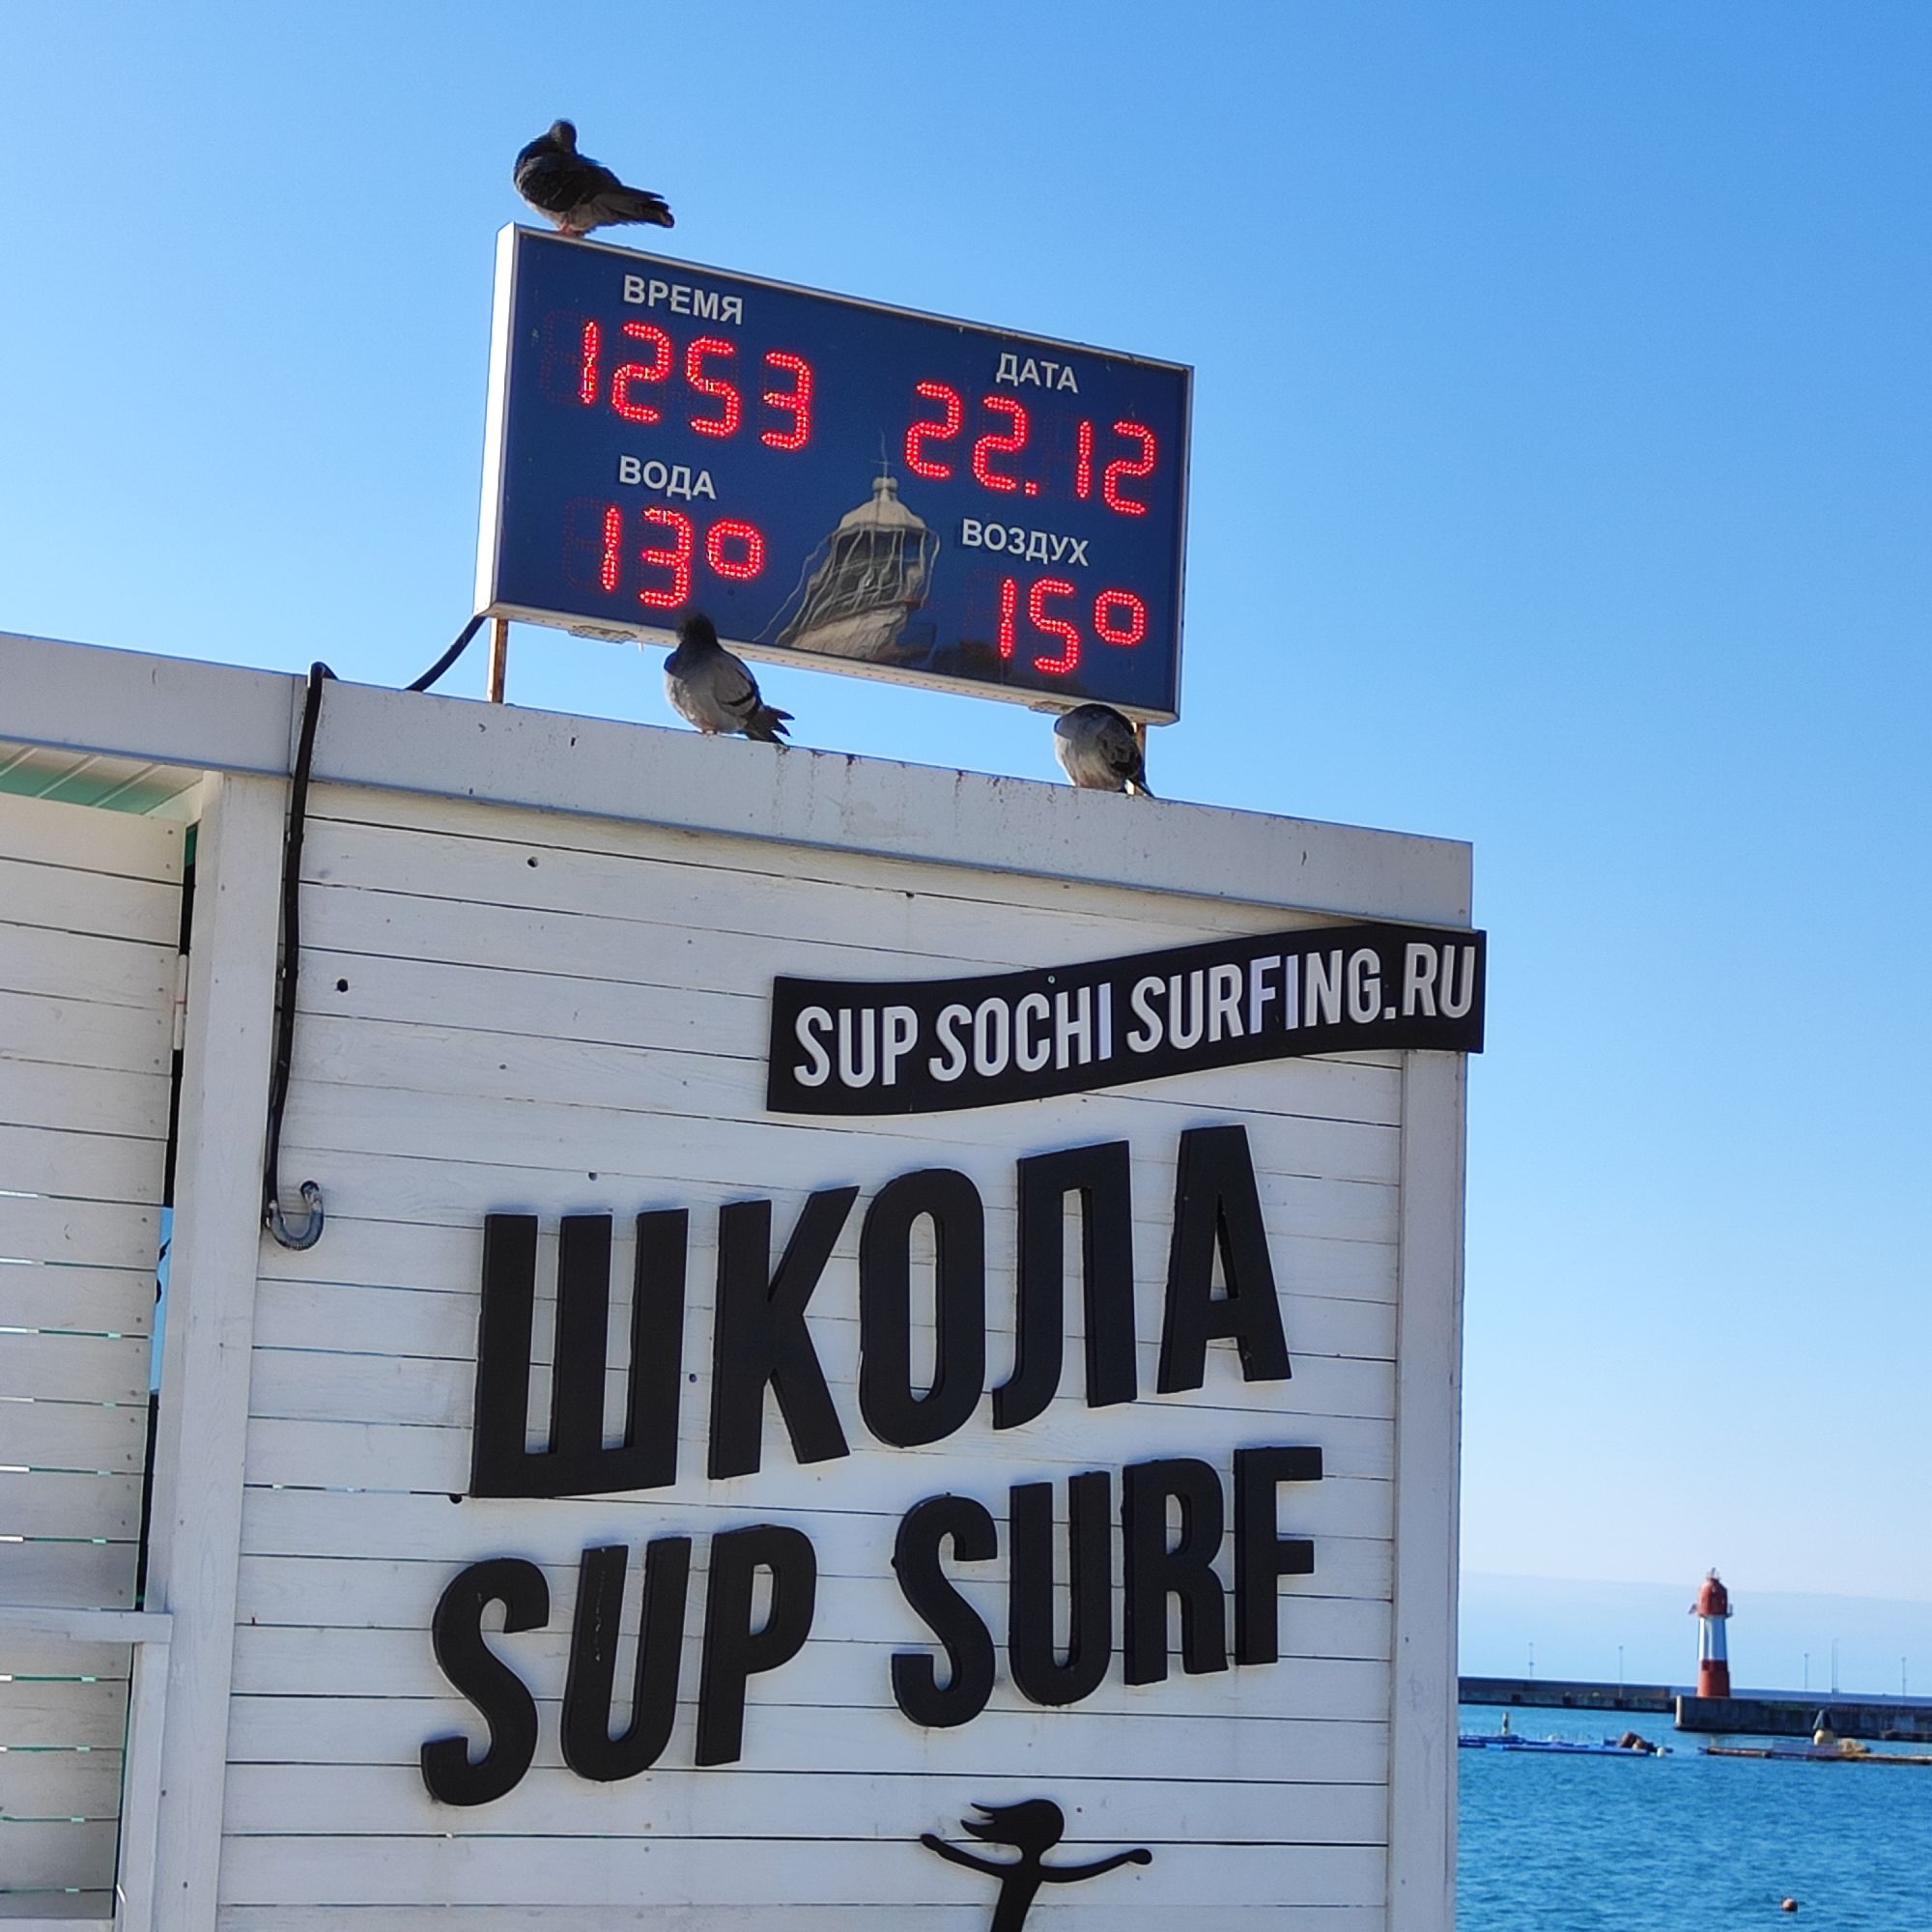 ВРЕМЯ
1253
ДАТА
22.12
ВОДА
13°
ВОЗДУХ
15°
SUP SOCHI SURFING.RU
ШКОЛА
SUP SURF